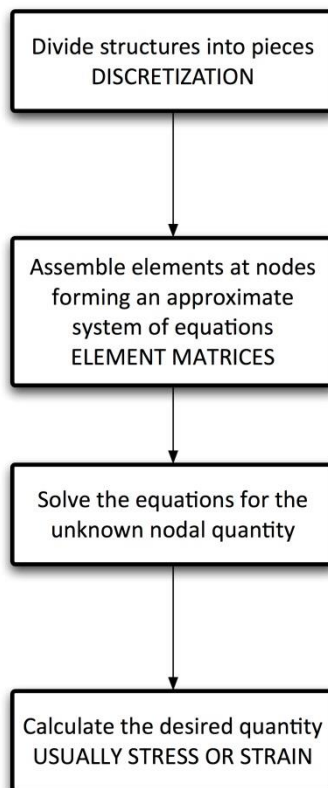 Divide structures into pieces
DISCRETIZATION
Assemble elements at nodes
forming an approximate
system of equations
ELEMENT MATRICES
Solve the equations for the
unknown nodal quantity
Calculate the desired quantity
USUALLY STRESS OR STRAIN